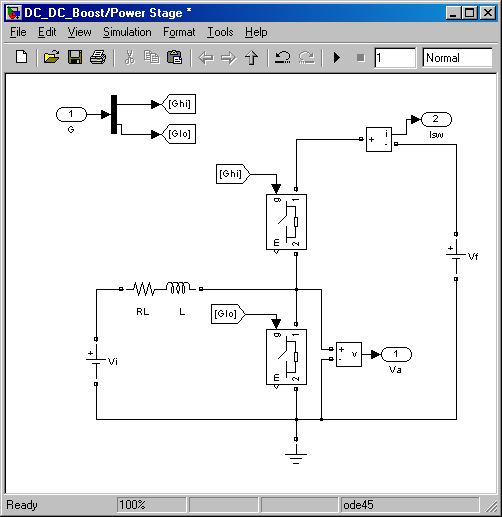 DC_DC_Boost/Power Stage *
File Edit View Simulation Format Tools Help
1 Normal
1
G
[Ghi]
[Glo]
2
Isw
+ i -
[Ghi]
g 1
m 2
+
Vf
RL L
[Glo]
g 1
m 2
+
Vi
+
-
v
1
Va
Ready 100% ode45